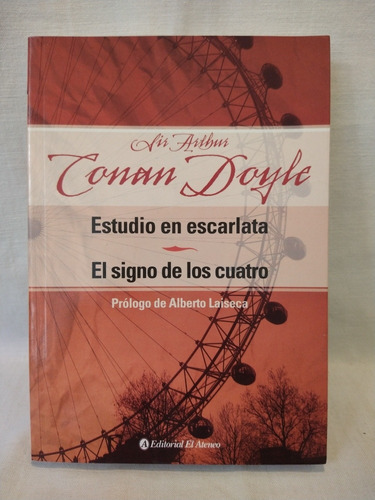 Sir Arthur
Conan Doyle
Estudio en escarlata
El signo de los cuatro
Prólogo de Alberto Laiseca
A Editorial El Ateneo